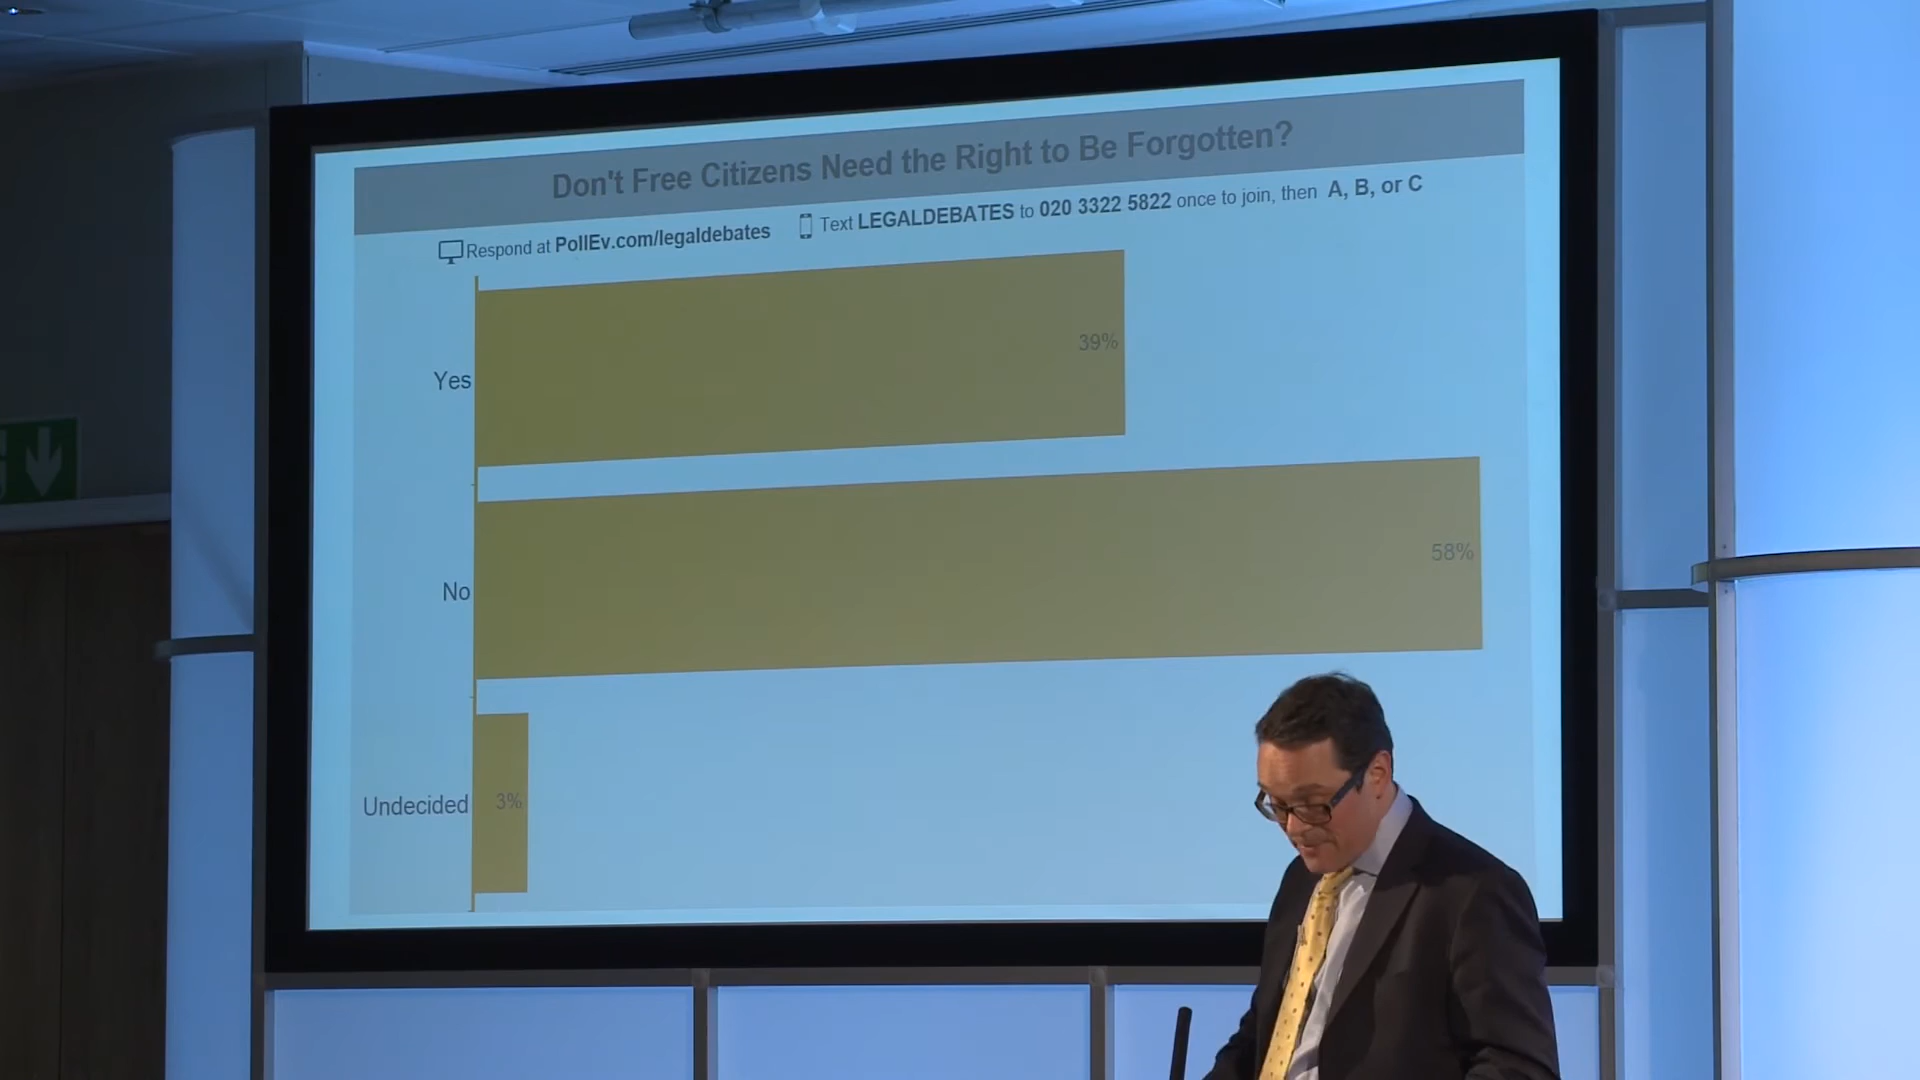 Don't Free Citizens Need the Right to Be Forgotten?
Respond at PollEv.com/legaldebates Text LEGALDEBATES to 020 3322 5822 once to join, then A, B, or C
Yes 39%
No 58%
Undecided 3%